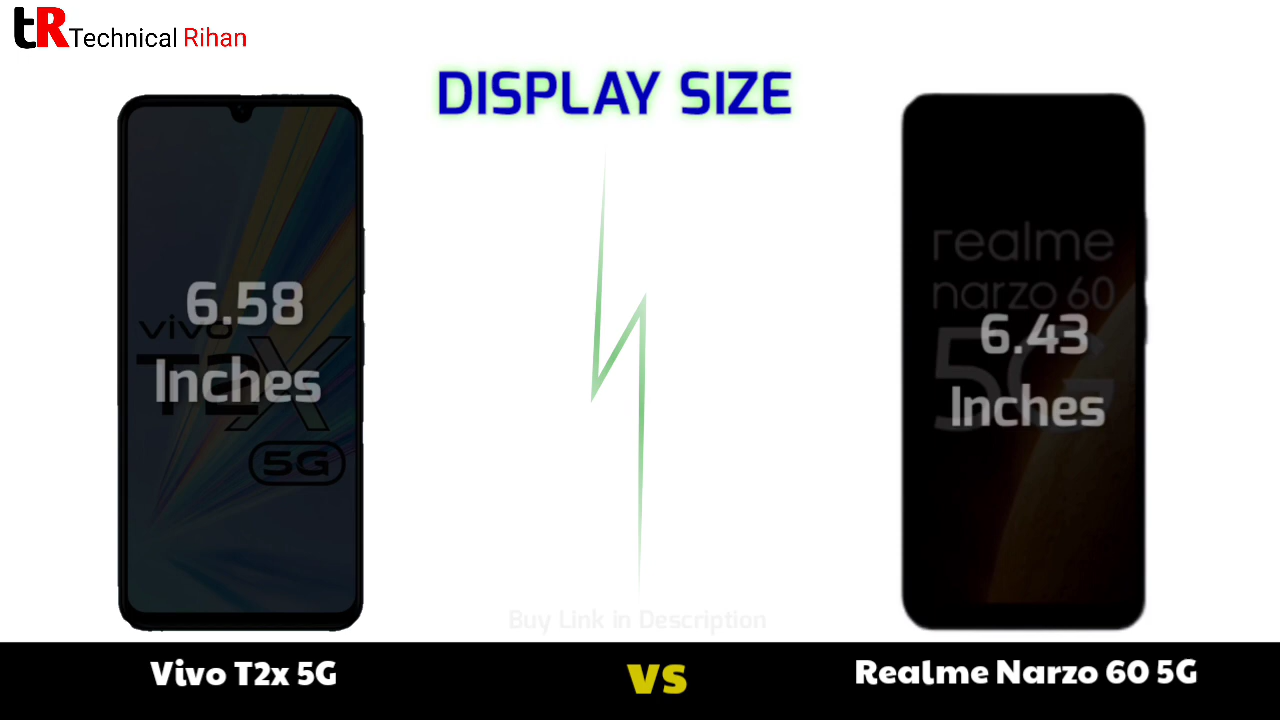 tR Technical Rihan
DISPLAY SIZE
6.58
Inches
vivo
T2X
5G
realme
narzo 60
5G
6.43
Inches
Buy Link in Description
Vivo T2x 5G
VS
Realme Narzo 60 5G